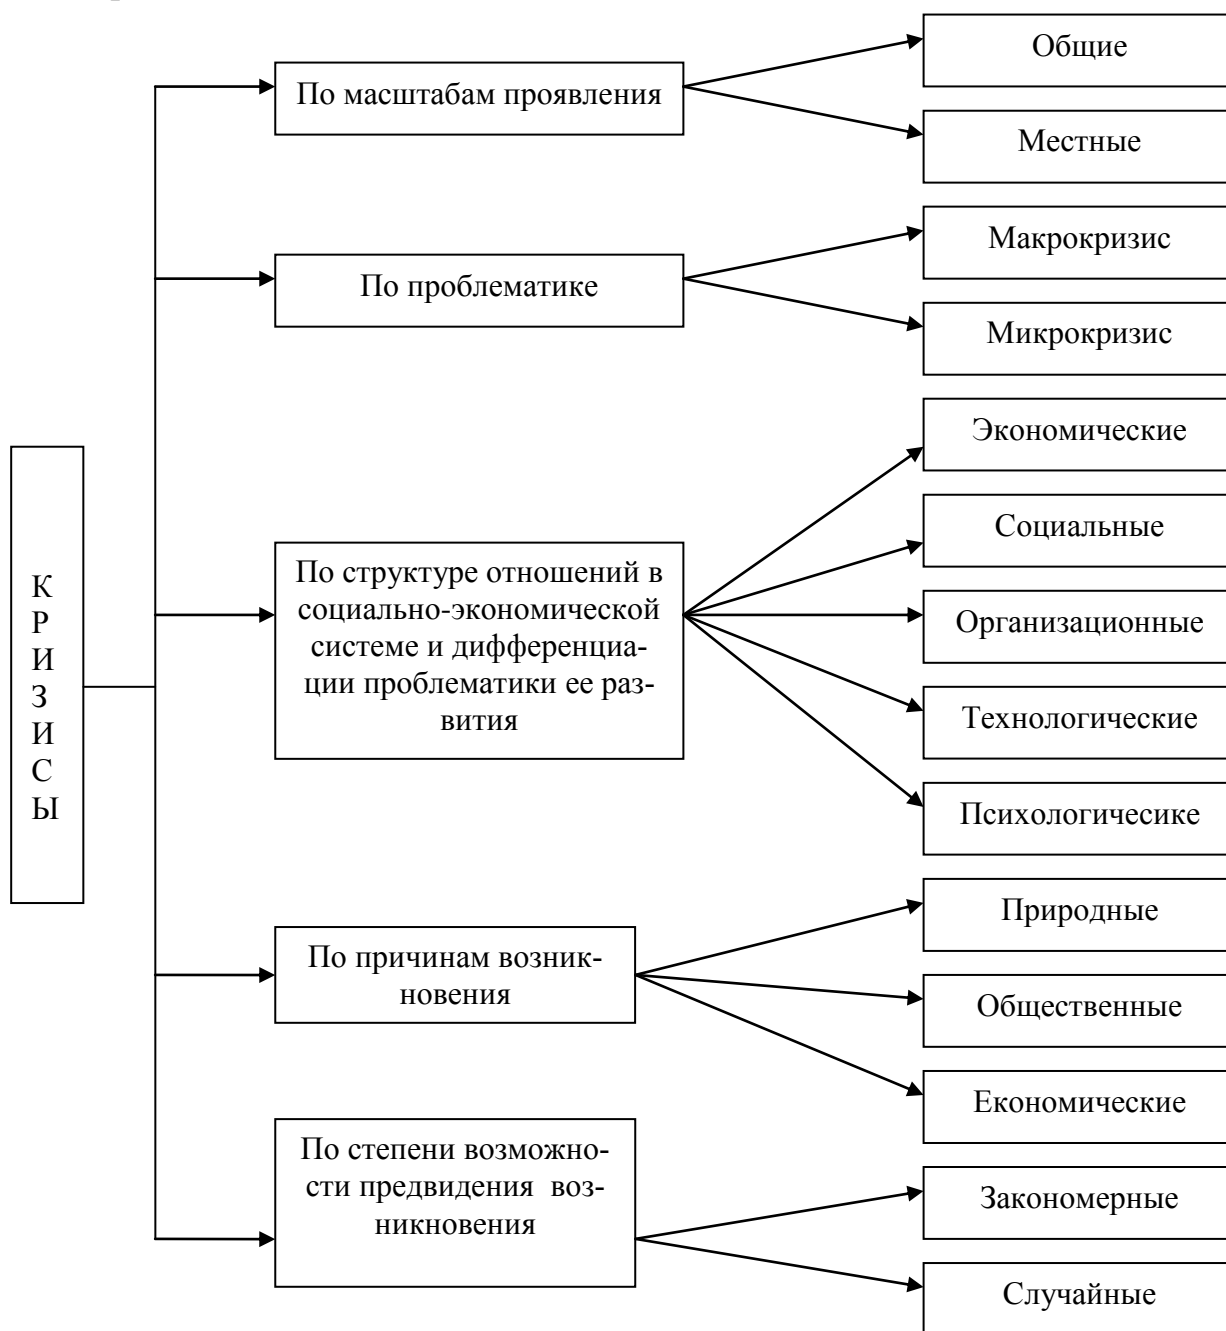 Общие
По масштабам проявления
Местные
Макрокризис
По проблематике
Микрокризис
Экономические
Социальные
К
Р
И
З
И
С
Ы
По структуре отношений в
социально-экономической
системе и дифференциа-
ции проблематики ее раз-
вития
Организационные
Технологические
Психологичесике
Природные
По причинам возник-
новения
Общественные
Економические
По степени возможно-
сти предвидения воз-
никновения
Закономерные
Случайные